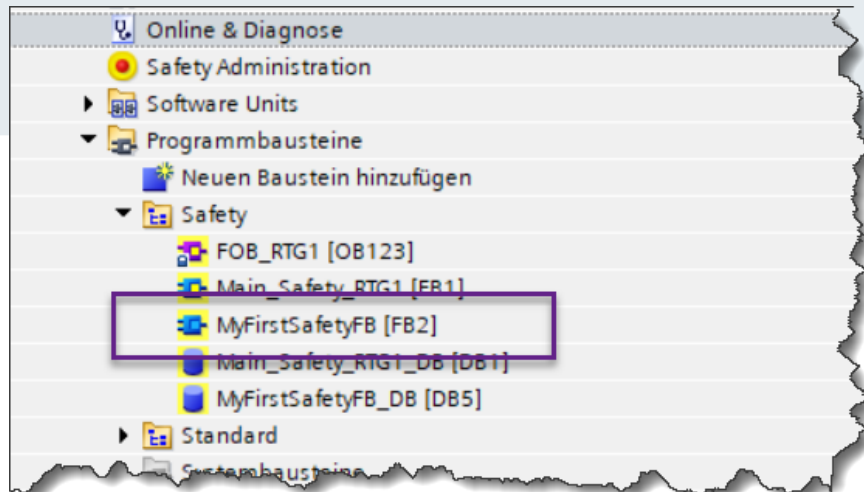 Online & Diagnose
Safety Administration
Software Units
Programmbausteine
Neuen Baustein hinzufügen
Safety
FOB_RTG1 [OB123]
Main_Safety_RTG1 [FB1]
MyFirstSafetyFB [FB2]
Main_Safety_RTG1_DB [DB1]
MyFirstSafetyFB_DB [DB5]
Standard
Systembausteine